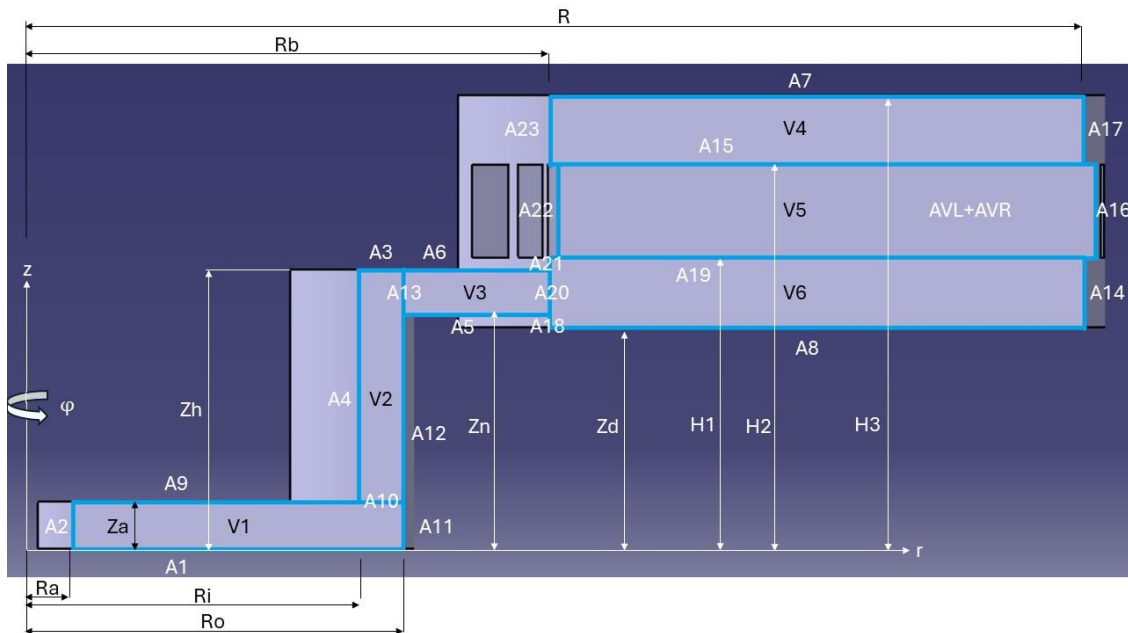 R
Rb
A7
A23
V4
A17
A15
A22
V5
AVL+AVR
A16
A3
A6
A21
A19
z
A13
V3
A20
V6
A14
A5
A18
A8
Zh
A4
V2
Zn
Zd
H1
H2
H3
φ
A12
A9
A10
A2
Za
V1
A11
r
A1
Ra
Ri
Ro